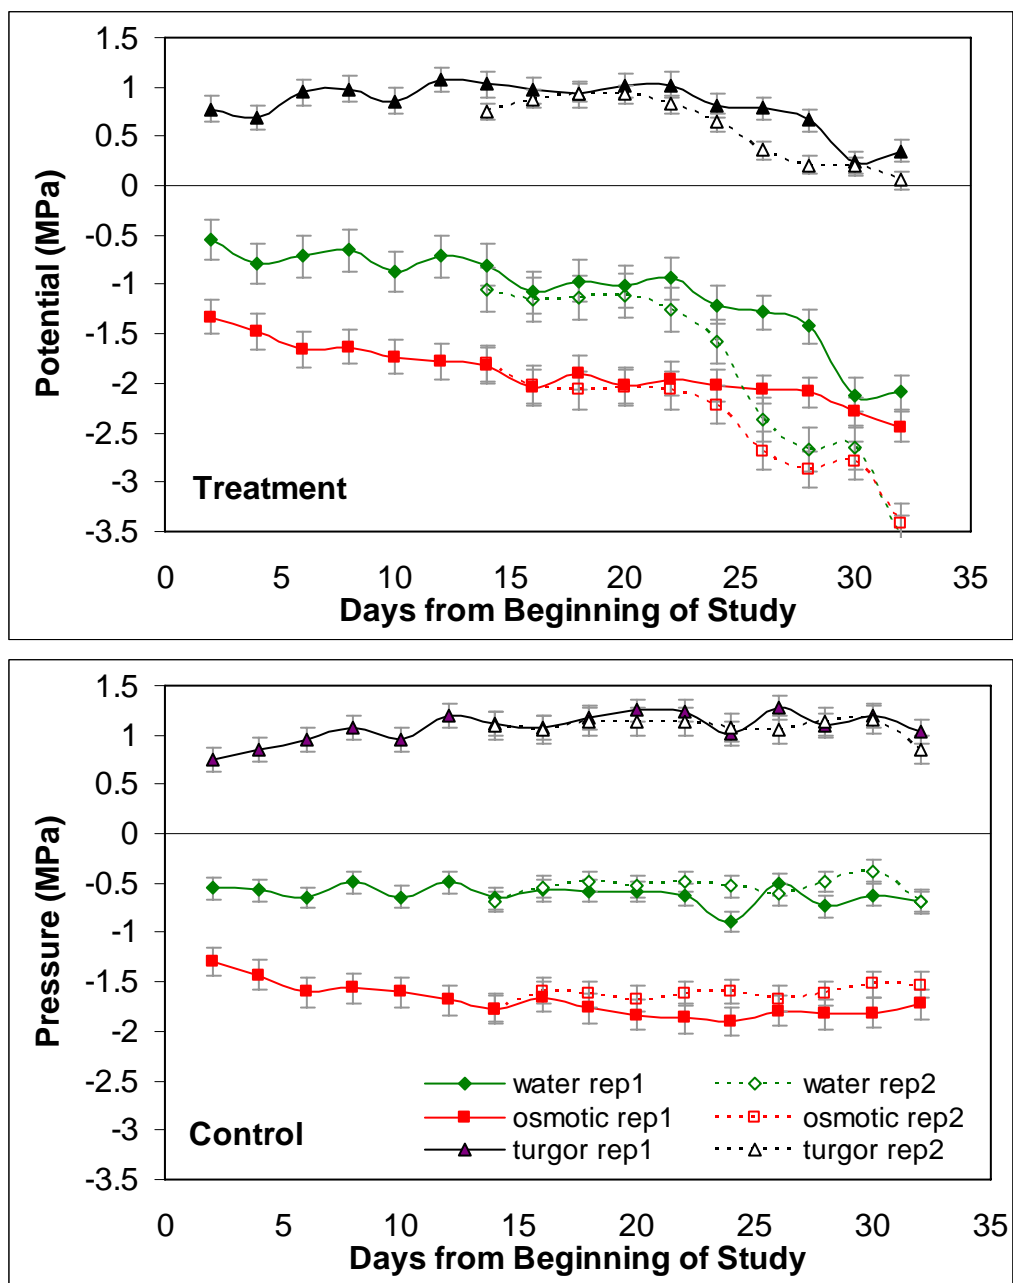 1.5
1
0.5
0
-0.5
-1
-1.5
-2
-2.5
-3
-3.5
Potential (MPa)
Treatment
0 5 10 15 20 25 30 35
Days from Beginning of Study
1.5
1
0.5
0
-0.5
-1
-1.5
-2
-2.5
-3
-3.5
Pressure (MPa)
water rep1 water rep2
osmotic rep1 osmotic rep2
turgor rep1 turgor rep2
Control
0 5 10 15 20 25 30 35
Days from Beginning of Study